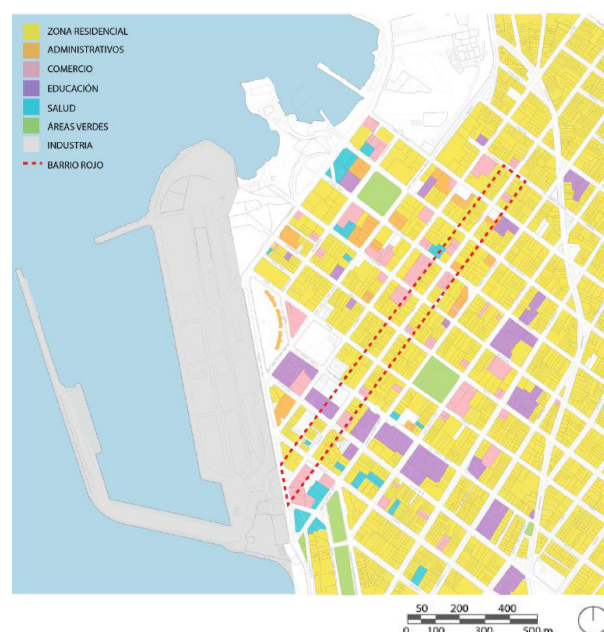 ZONA RESIDENCIAL
ADMINISTRATIVOS
COMERCIO
EDUCACIÓN
SALUD
ÁREAS VERDES
INDUSTRIA
BARRIO ROJO
50 200 400
0 100 300 500 m